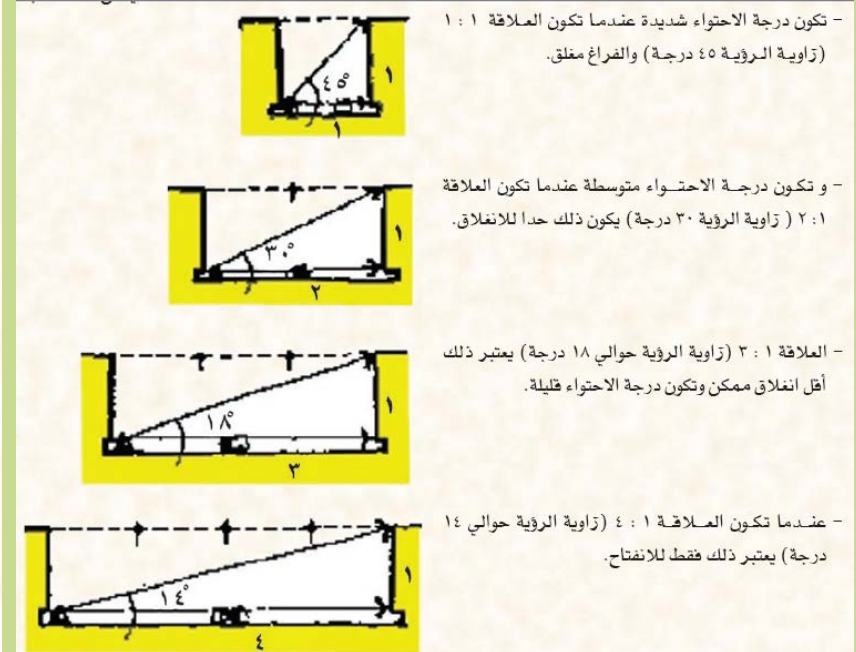 - تكون درجة الاحتواء شديدة عندما تكون العلاقة ١ : ١
(زاوية الرؤية ٤٥ درجة) والفراغ مغلق.
٤٥°
١
١
- و تكون درجة الاحتواء متوسطة عندما تكون العلاقة
٢:١ ( زاوية الرؤية ٣٠ درجة) يكون ذلك حدا للانغلاق.
٣٠°
١
٢
- العلاقة ١ : ٣ (زاوية الرؤية حوالي ١٨ درجة) يعتبر ذلك
أقل انغلاق ممكن وتكون درجة الاحتواء قليلة.
١٨°
١
٣
- عندما تكون العلاقة ١ : ٤ (زاوية الرؤية حوالي ١٤
درجة) يعتبر ذلك فقط للانفتاح.
١٤°
١
٤